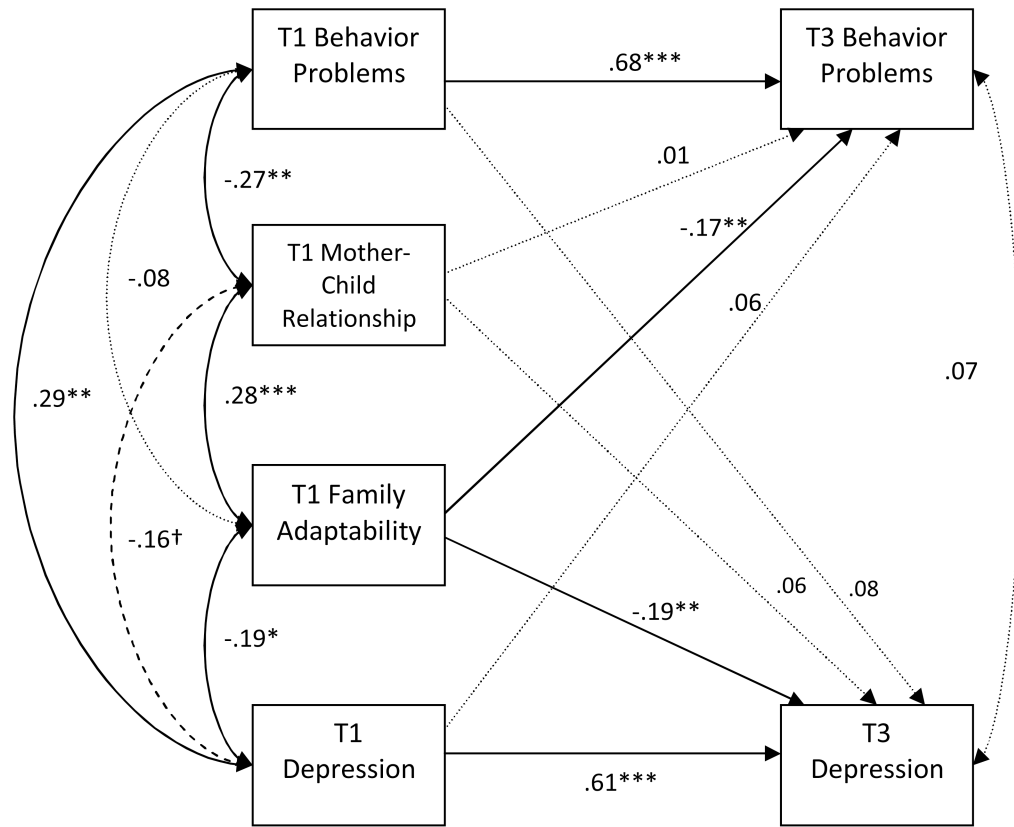 T1 Behavior
Problems
T3 Behavior
Problems
.68***
.01
-.27**
-.17**
T1 Mother-
Child
Relationship
-.08
.06
.07
.29**
.28***
T1 Family
Adaptability
-.16†
.06
.08
-.19**
-.19*
T1
Depression
T3
Depression
.61***